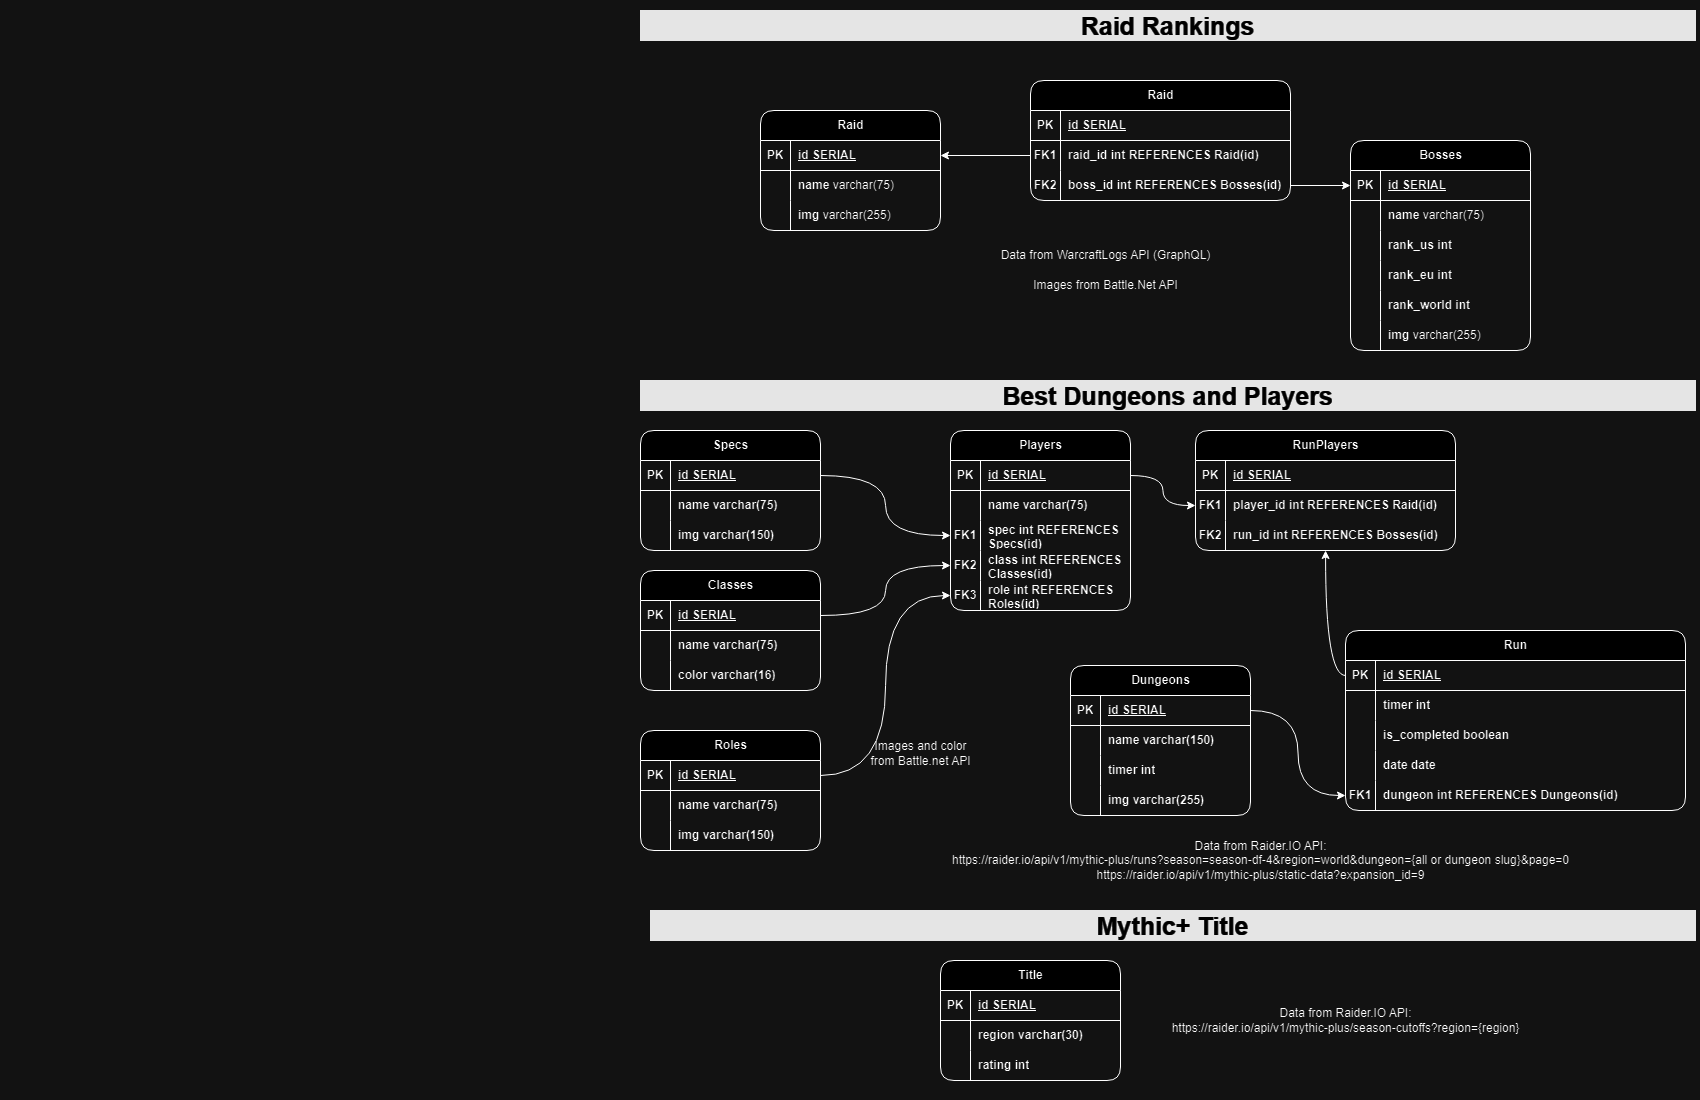 Raid Rankings
Raid
PK id SERIAL
name varchar(75)
img varchar(255)
Raid
PK id SERIAL
FK1 raid_id int REFERENCES Raid(id)
FK2 boss_id int REFERENCES Bosses(id)
Bosses
PK id SERIAL
name varchar(75)
rank_us int
rank_eu int
rank_world int
img varchar(255)
Data from WarcraftLogs API (GraphQL)
Images from Battle.Net API
Best Dungeons and Players
Specs
PK id SERIAL
name varchar(75)
img varchar(150)
Classes
PK id SERIAL
name varchar(75)
color varchar(16)
Roles
PK id SERIAL
name varchar(75)
img varchar(150)
Images and color
from Battle.net API
Players
PK id SERIAL
name varchar(75)
FK1 spec int REFERENCES
Specs(id)
FK2 class int REFERENCES
Classes(id)
FK3 role int REFERENCES
Roles(id)
RunPlayers
PK id SERIAL
FK1 player_id int REFERENCES Raid(id)
FK2 run_id int REFERENCES Bosses(id)
Dungeons
PK id SERIAL
name varchar(150)
timer int
img varchar(255)
Run
PK id SERIAL
timer int
is_completed boolean
date date
FK1 dungeon int REFERENCES Dungeons(id)
Data from Raider.IO API:
https://raider.io/api/v1/mythic-plus/runs?season=season-df-4&region=world&dungeon={all or dungeon slug}&page=0
https://raider.io/api/v1/mythic-plus/static-data?expansion_id=9
Mythic+ Title
Title
PK id SERIAL
region varchar(30)
rating int
Data from Raider.IO API:
https://raider.io/api/v1/mythic-plus/season-cutoffs?region={region}